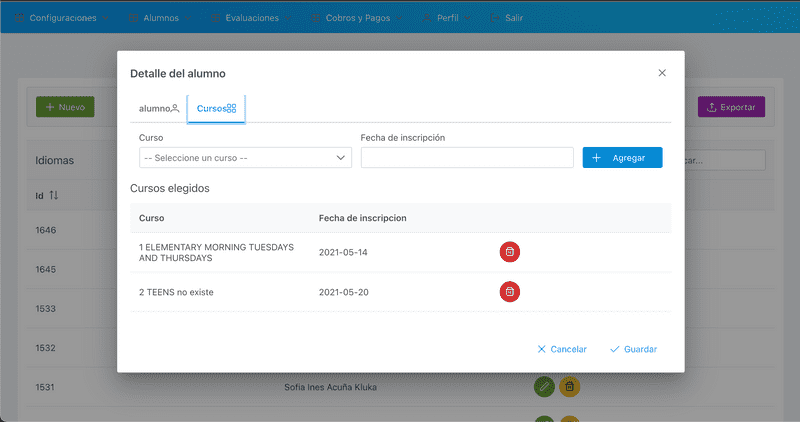 Configuraciones Alumnos Evaluaciones Cobros y Pagos Perfil Salir
Detalle del alumno
Nuevo
alumno
Cursos
Exportar
Curso
Fecha de inscripción
-- Seleccione un curso --
Agregar
Idiomas
car...
Cursos elegidos
Id
Curso
Fecha de inscripcion
1646
1 ELEMENTARY MORNING TUESDAYS
AND THURSDAYS
2021-05-14
1645
2 TEENS no existe
2021-05-20
1533
1532
Cancelar
Guardar
1531
Sofia Ines Acuña Kluka